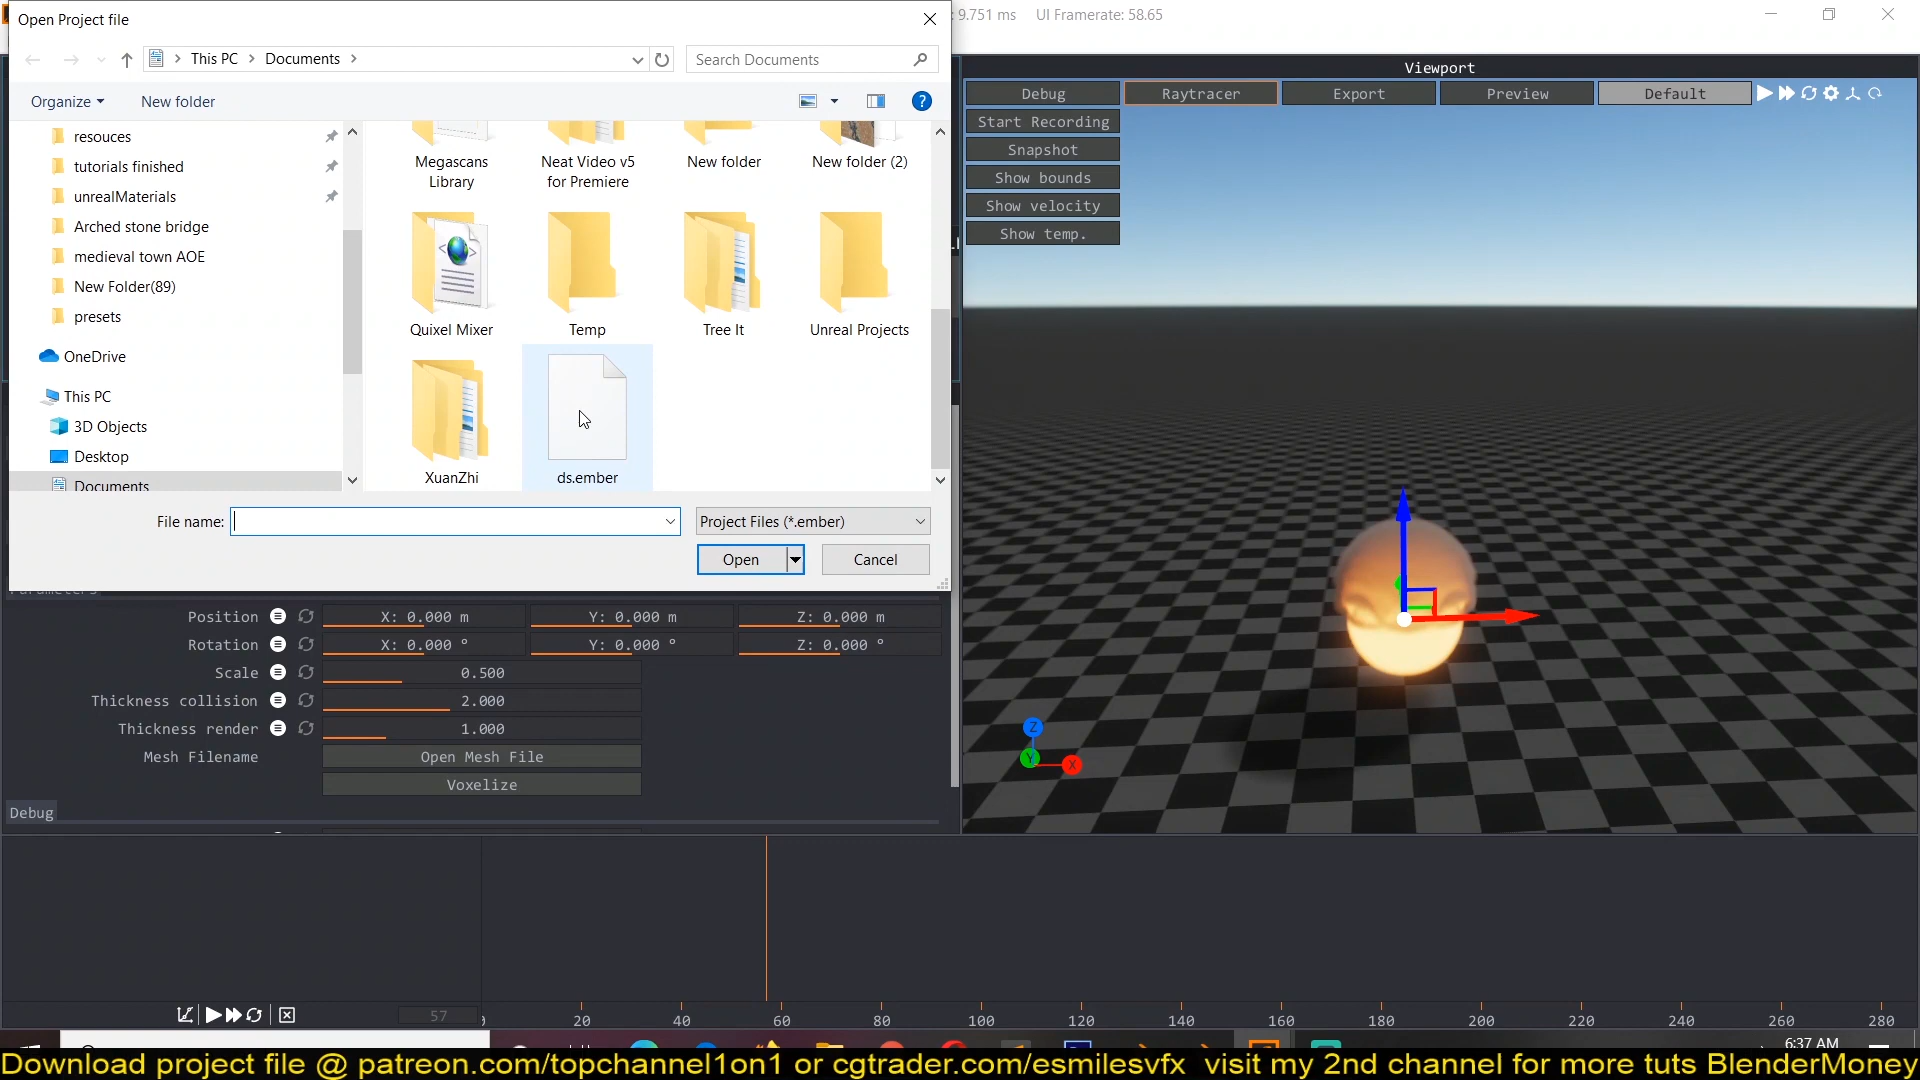 Open Project file
9.751 ms UI Framerate: 58.65
This PC Documents
Search Documents
Organize New folder
resouces
tutorials finished
unrealMaterials
Arched stone bridge
medieval town AOE
New Folder(89)
presets
OneDrive
This PC
3D Objects
Desktop
Documents
Megascans Library
Neat Video v5 for Premiere
New folder
New folder (2)
Quixel Mixer
Temp
Tree It
Unreal Projects
XuanZhi
ds.ember
File name:
Project Files (*.ember)
Open
Cancel
Viewport
Debug Raytracer Export Preview Default
Start Recording
Snapshot
Show bounds
Show velocity
Show temp.
Z
Y
X
Parameters
Position X: 0.000 m Y: 0.000 m Z: 0.000 m
Rotation X: 0.000 ° Y: 0.000 ° Z: 0.000 °
Scale 0.500
Thickness collision 2.000
Thickness render 1.000
Mesh Filename Open Mesh File
Voxelize
Debug
57
20 40 60 80 100 120 140 160 180 200 220 240 260 280
6:37 AM
Download project file @ patreon.com/topchannel1on1 or cgtrader.com/esmilesvfx visit my 2nd channel for more tuts BlenderMoney